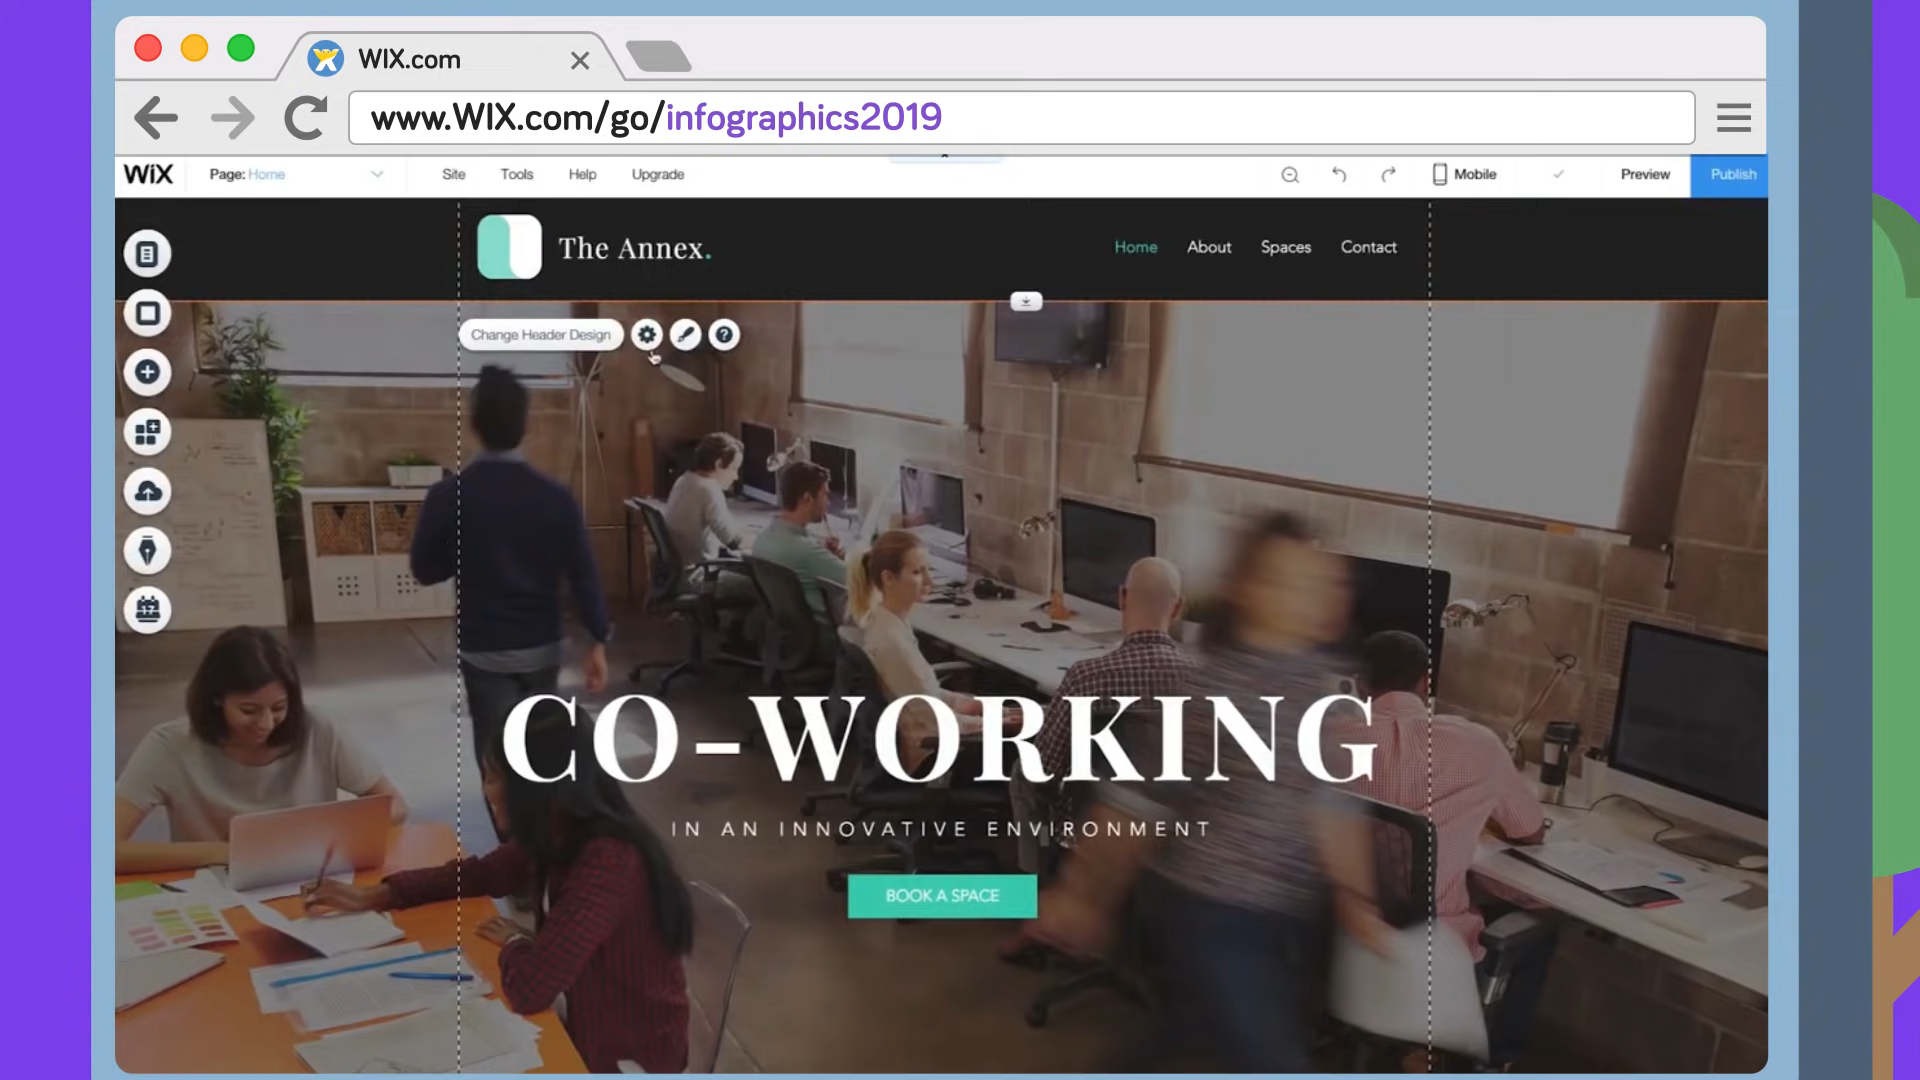 WIX.com
www.WIX.com/go/infographics2019
WiX Page: Home Site Tools Help Upgrade Mobile Preview Publish
The Annex. Home About Spaces Contact
Change Header Design ?
17
CO-WORKING
IN AN INNOVATIVE ENVIRONMENT
BOOK A SPACE